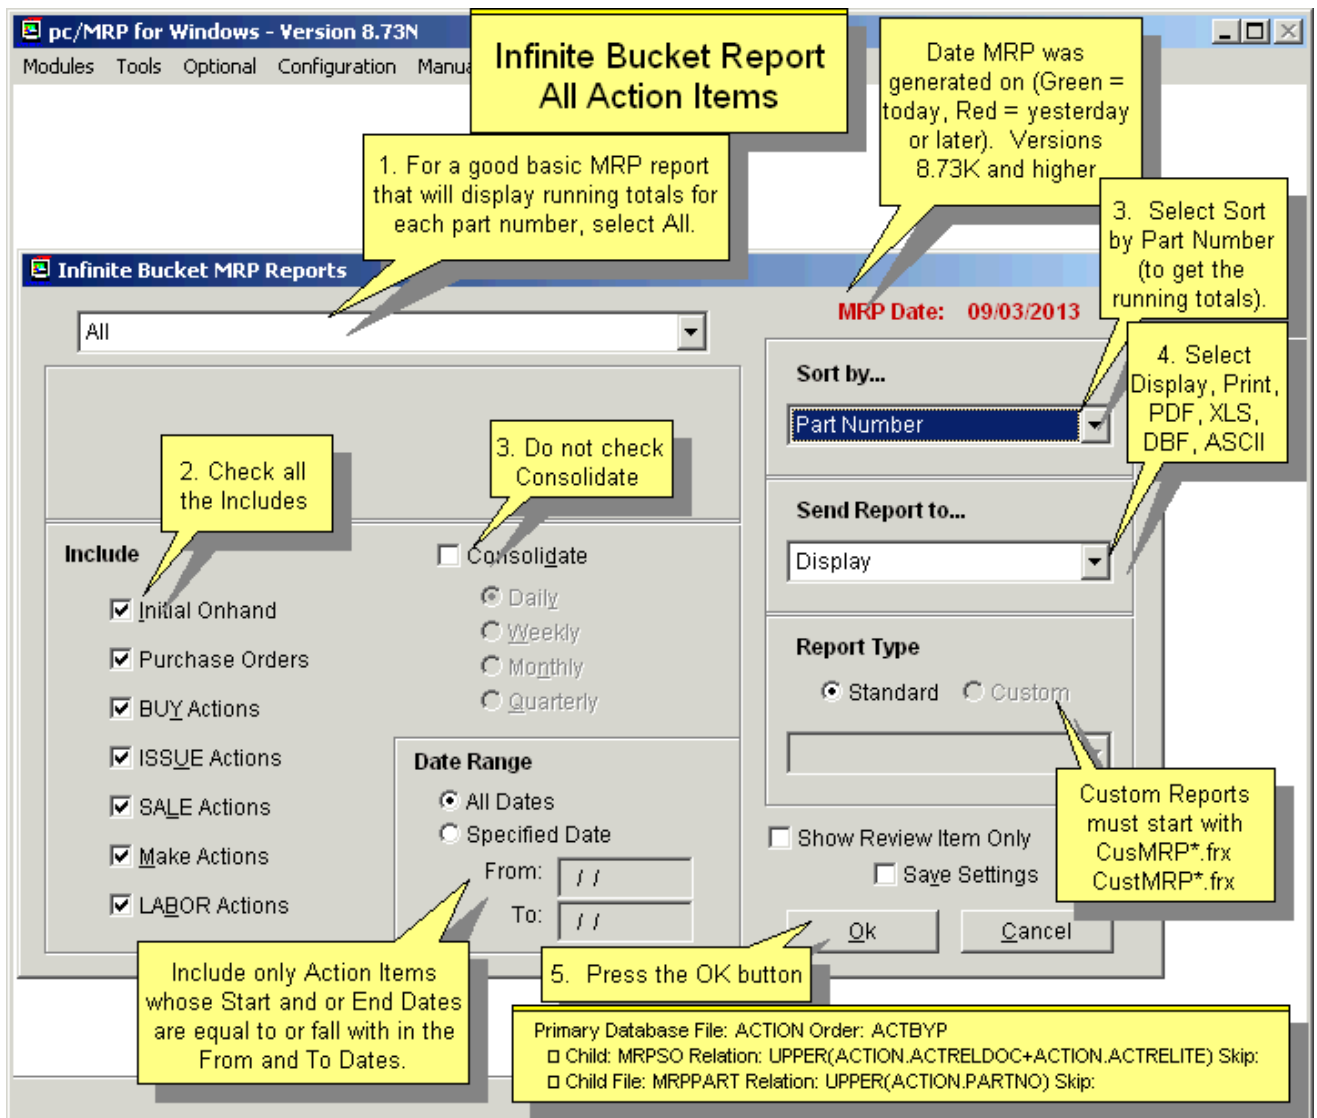 pc/MRP for Windows - Version 8.73N
Modules Tools Optional Configuration
Infinite Bucket Report
All Action Items
Date MRP was
generated on (Green =
today, Red = yesterday
or later). Versions
8.73K and higher
1. For a good basic MRP report
that will display running totals for
each part number, select All.
3. Select Sort
by Part Number
(to get the
running totals).
Infinite Bucket MRP Reports
MRP Date: 09/03/2013
All
4. Select
Display, Print,
PDF, XLS,
DBF, ASCII
Sort by...
Part Number
2. Check all
the Includes
3. Do not check
Consolidate
Send Report to...
Display
Include
Initial Onhand
Purchase Orders
BUY Actions
ISSUE Actions
SALE Actions
Make Actions
LABOR Actions
Consolidate
Daily
Weekly
Monthly
Quarterly
Date Range
All Dates
Specified Date
From: / /
To: / /
Report Type
Standard Custom
Custom Reports
must start with
CusMRP*.frx
CustMRP*.frx
Show Review Item Only
Save Settings
Ok Cancel
Include only Action Items
whose Start and or End Dates
are equal to or fall with in the
From and To Dates.
5. Press the OK button
Primary Database File: ACTION Order: ACTBYP
Child: MRPSO Relation: UPPER(ACTION.ACTRELDOC+ACTION.ACTRELITE) Skip:
Child File: MRPPART Relation: UPPER(ACTION.PARTNO) Skip: